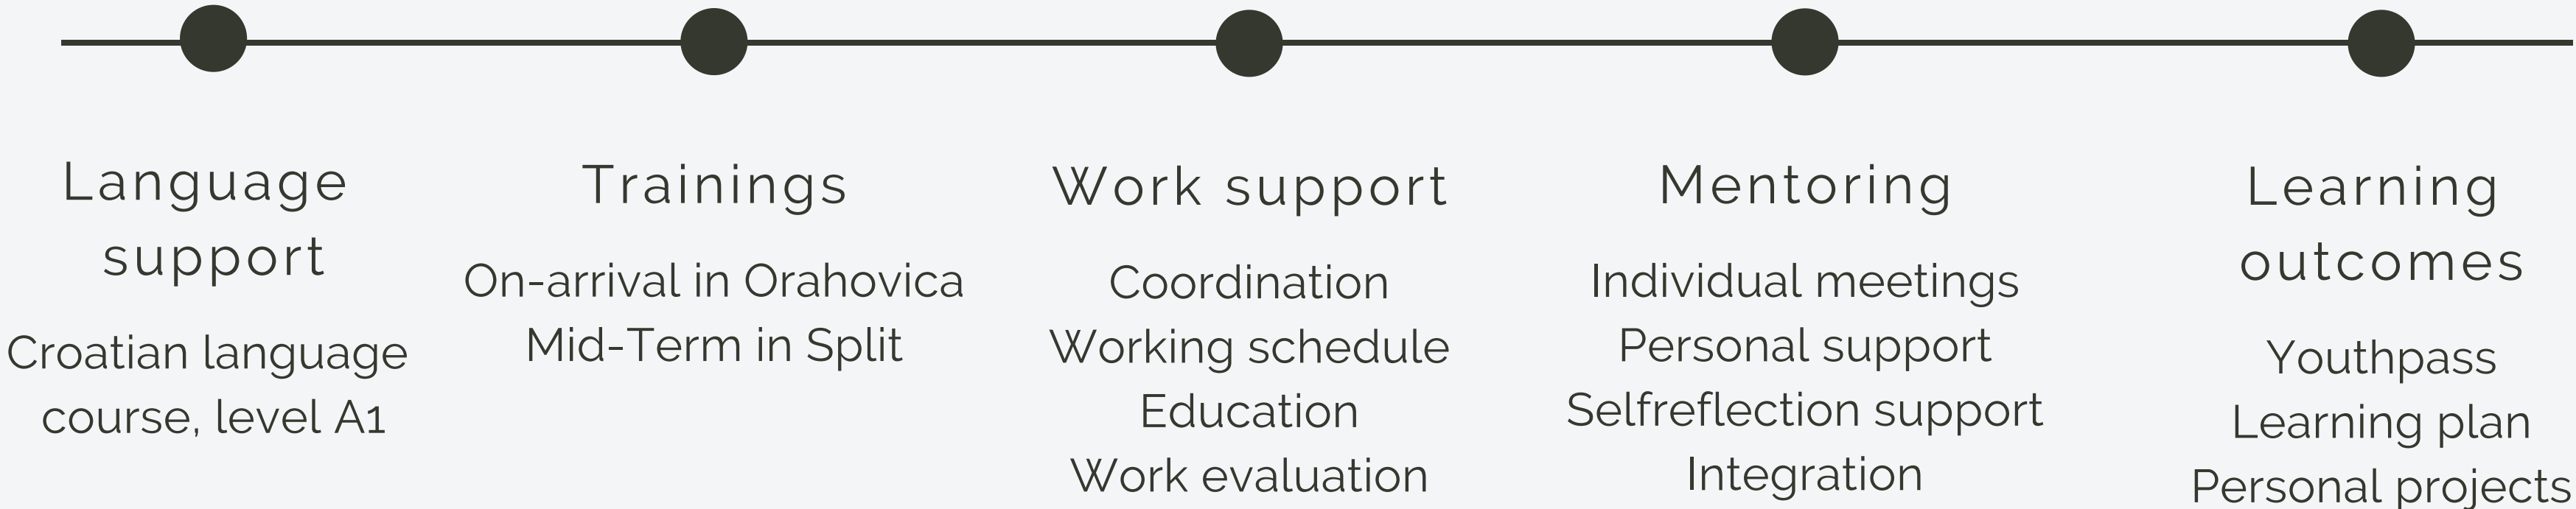 Language
support
Croatian language
course, level A1
Trainings
On-arrival in Orahovica
Mid-Term in Split
Work support
Coordination
Working schedule
Education
Work evaluation
Mentoring
Individual meetings
Personal support
Selfreflection support
Integration
Learning
outcomes
Youthpass
Learning plan
Personal projects